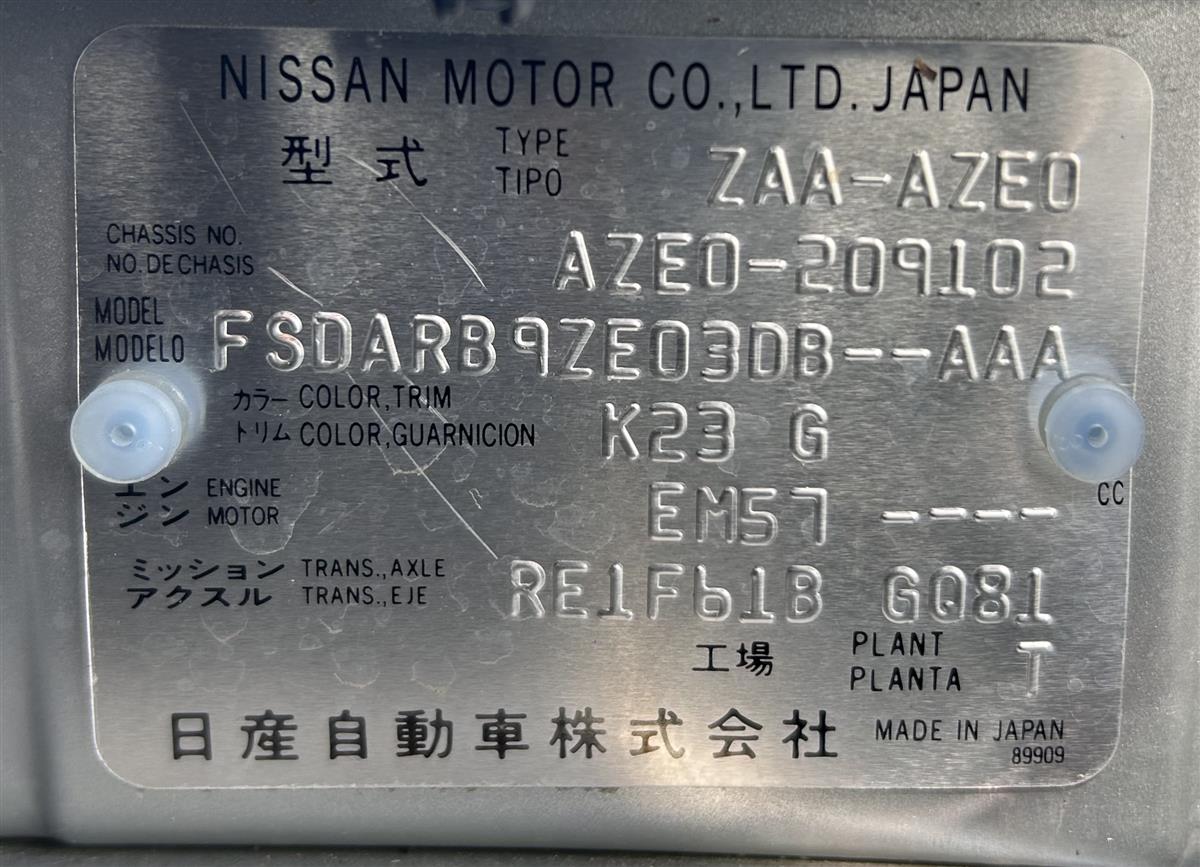 NISSAN MOTOR CO.,LTD. JAPAN
型式 TYPE TIPO ZAA-AZE0
CHASSIS NO.
NO. DE CHASIS AZE0-209102
MODEL
MODELO FSDARB9ZE03DB--AAA
カラー COLOR,TRIM
トリム COLOR,GUARNICION K23 G
エン ENGINE
ジン MOTOR EM57 ---- CC
ミッション TRANS.,AXLE
アクスル TRANS.,EJE RE1F61B GQ81
工場 PLANT PLANTA T
日産自動車株式会社 MADE IN JAPAN
89909